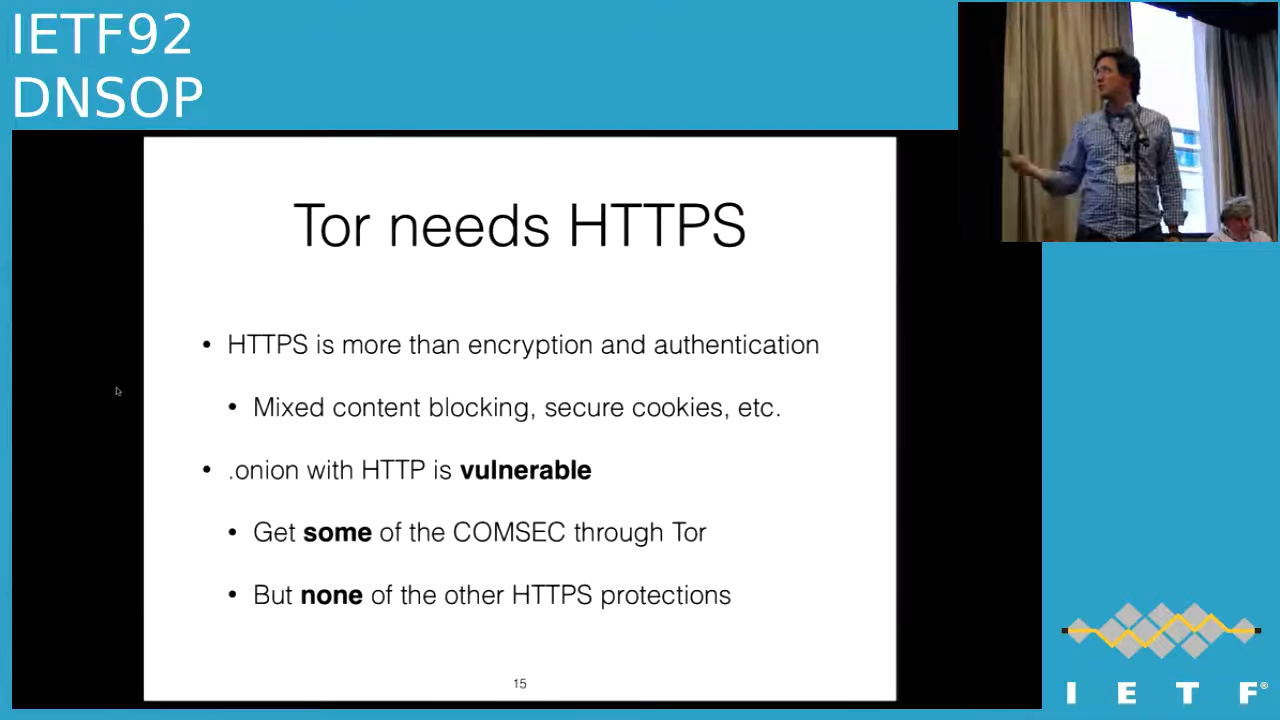 IETF92
DNSOP
Tor needs HTTPS
• HTTPS is more than encryption and authentication
• Mixed content blocking, secure cookies, etc.
• .onion with HTTP is vulnerable
• Get some of the COMSEC through Tor
• But none of the other HTTPS protections
15
I E T F®